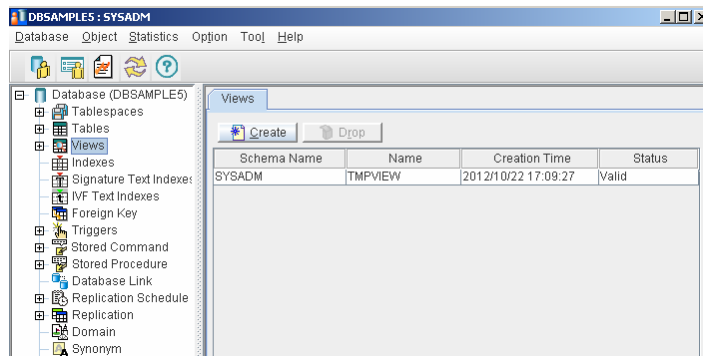 DBSAMPLE5 : SYSADM
Database Object Statistics Option Tool Help
Database (DBSAMPLE5)
Tablespaces
Tables
Views
Indexes
Signature Text Indexes
IVF Text Indexes
Foreign Key
Triggers
Stored Command
Stored Procedure
Database Link
Replication Schedule
Replication
Domain
Synonym
Views
Create Drop
Schema Name Name Creation Time Status
SYSADM TMPVIEW 2012/10/22 17:09:27 Valid